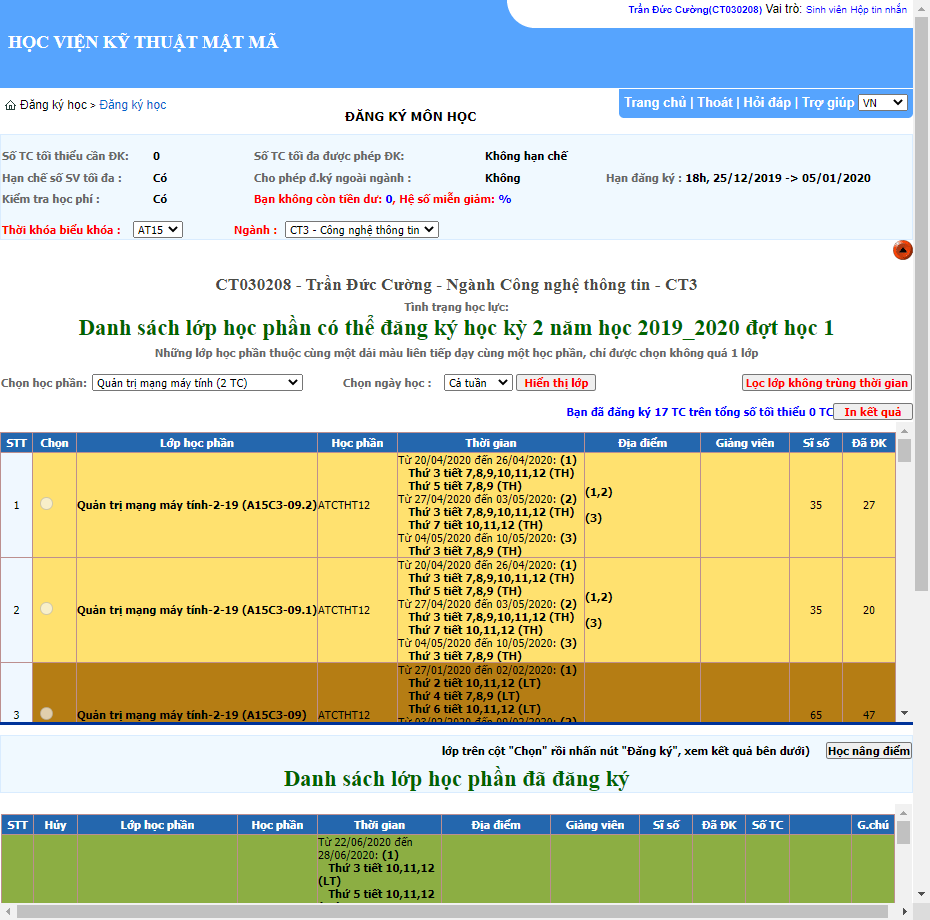 Trần Đức Cường(CT030208) Vai trò: Sinh viên Hộp tin nhắn
HỌC VIỆN KỸ THUẬT MẬT MÃ
Đăng ký học > Đăng ký học
Trang chủ | Thoát | Hỏi đáp | Trợ giúp VN
ĐĂNG KÝ MÔN HỌC
Số TC tối thiểu cần ĐK: 0 Số TC tối đa được phép ĐK: Không hạn chế
Hạn chế số SV tối đa : Có Cho phép đ.ký ngoài ngành : Không Hạn đăng ký : 18h, 25/12/2019 -> 05/01/2020
Kiểm tra học phí : Có Bạn không còn tiền dư: 0, Hệ số miễn giảm: %
Thời khóa biểu khóa : AT15 Ngành : CT3 - Công nghệ thông tin
CT030208 - Trần Đức Cường - Ngành Công nghệ thông tin - CT3
Tình trạng học lực:
Danh sách lớp học phần có thể đăng ký học kỳ 2 năm học 2019_2020 đợt học 1
Những lớp học phần thuộc cùng một dải màu liên tiếp dạy cùng một học phần, chỉ được chọn không quá 1 lớp
Chọn học phần: Quản trị mạng máy tính (2 TC) Chọn ngày học : Cả tuần Hiển thị lớp Lọc lớp không trùng thời gian
Bạn đã đăng ký 17 TC trên tổng số tối thiểu 0 TC In kết quả
STT Chọn Lớp học phần Học phần Thời gian Địa điểm Giảng viên Sĩ số Đã ĐK
1 Quản trị mạng máy tính-2-19 (A15C3-09.2) ATCTHT12
Từ 20/04/2020 đến 26/04/2020: (1)
Thứ 3 tiết 7,8,9,10,11,12 (TH)
Thứ 5 tiết 7,8,9 (TH)
Từ 27/04/2020 đến 03/05/2020: (2)
Thứ 3 tiết 7,8,9,10,11,12 (TH)
Thứ 7 tiết 10,11,12 (TH)
Từ 04/05/2020 đến 10/05/2020: (3)
Thứ 3 tiết 7,8,9 (TH)
(1,2)
(3)
35 27
2 Quản trị mạng máy tính-2-19 (A15C3-09.1) ATCTHT12
Từ 20/04/2020 đến 26/04/2020: (1)
Thứ 3 tiết 7,8,9,10,11,12 (TH)
Thứ 5 tiết 7,8,9 (TH)
Từ 27/04/2020 đến 03/05/2020: (2)
Thứ 3 tiết 7,8,9,10,11,12 (TH)
Thứ 7 tiết 10,11,12 (TH)
Từ 04/05/2020 đến 10/05/2020: (3)
Thứ 3 tiết 7,8,9 (TH)
(1,2)
(3)
35 20
3 Quản trị mạng máy tính-2-19 (A15C3-09) ATCTHT12
Từ 27/01/2020 đến 02/02/2020: (1)
Thứ 2 tiết 10,11,12 (LT)
Thứ 4 tiết 7,8,9 (LT)
Thứ 6 tiết 10,11,12 (LT)
Từ 03/02/2020 đến 09/02/2020: (2)
65 47
lớp trên cột "Chọn" rồi nhấn nút "Đăng ký", xem kết quả bên dưới) Học nâng điểm
Danh sách lớp học phần đã đăng ký
STT Hủy Lớp học phần Học phần Thời gian Địa điểm Giảng viên Sĩ số Đã ĐK Số TC G.chú
Từ 22/06/2020 đến
28/06/2020: (1)
Thứ 3 tiết 10,11,12
(LT)
Thứ 5 tiết 10,11,12